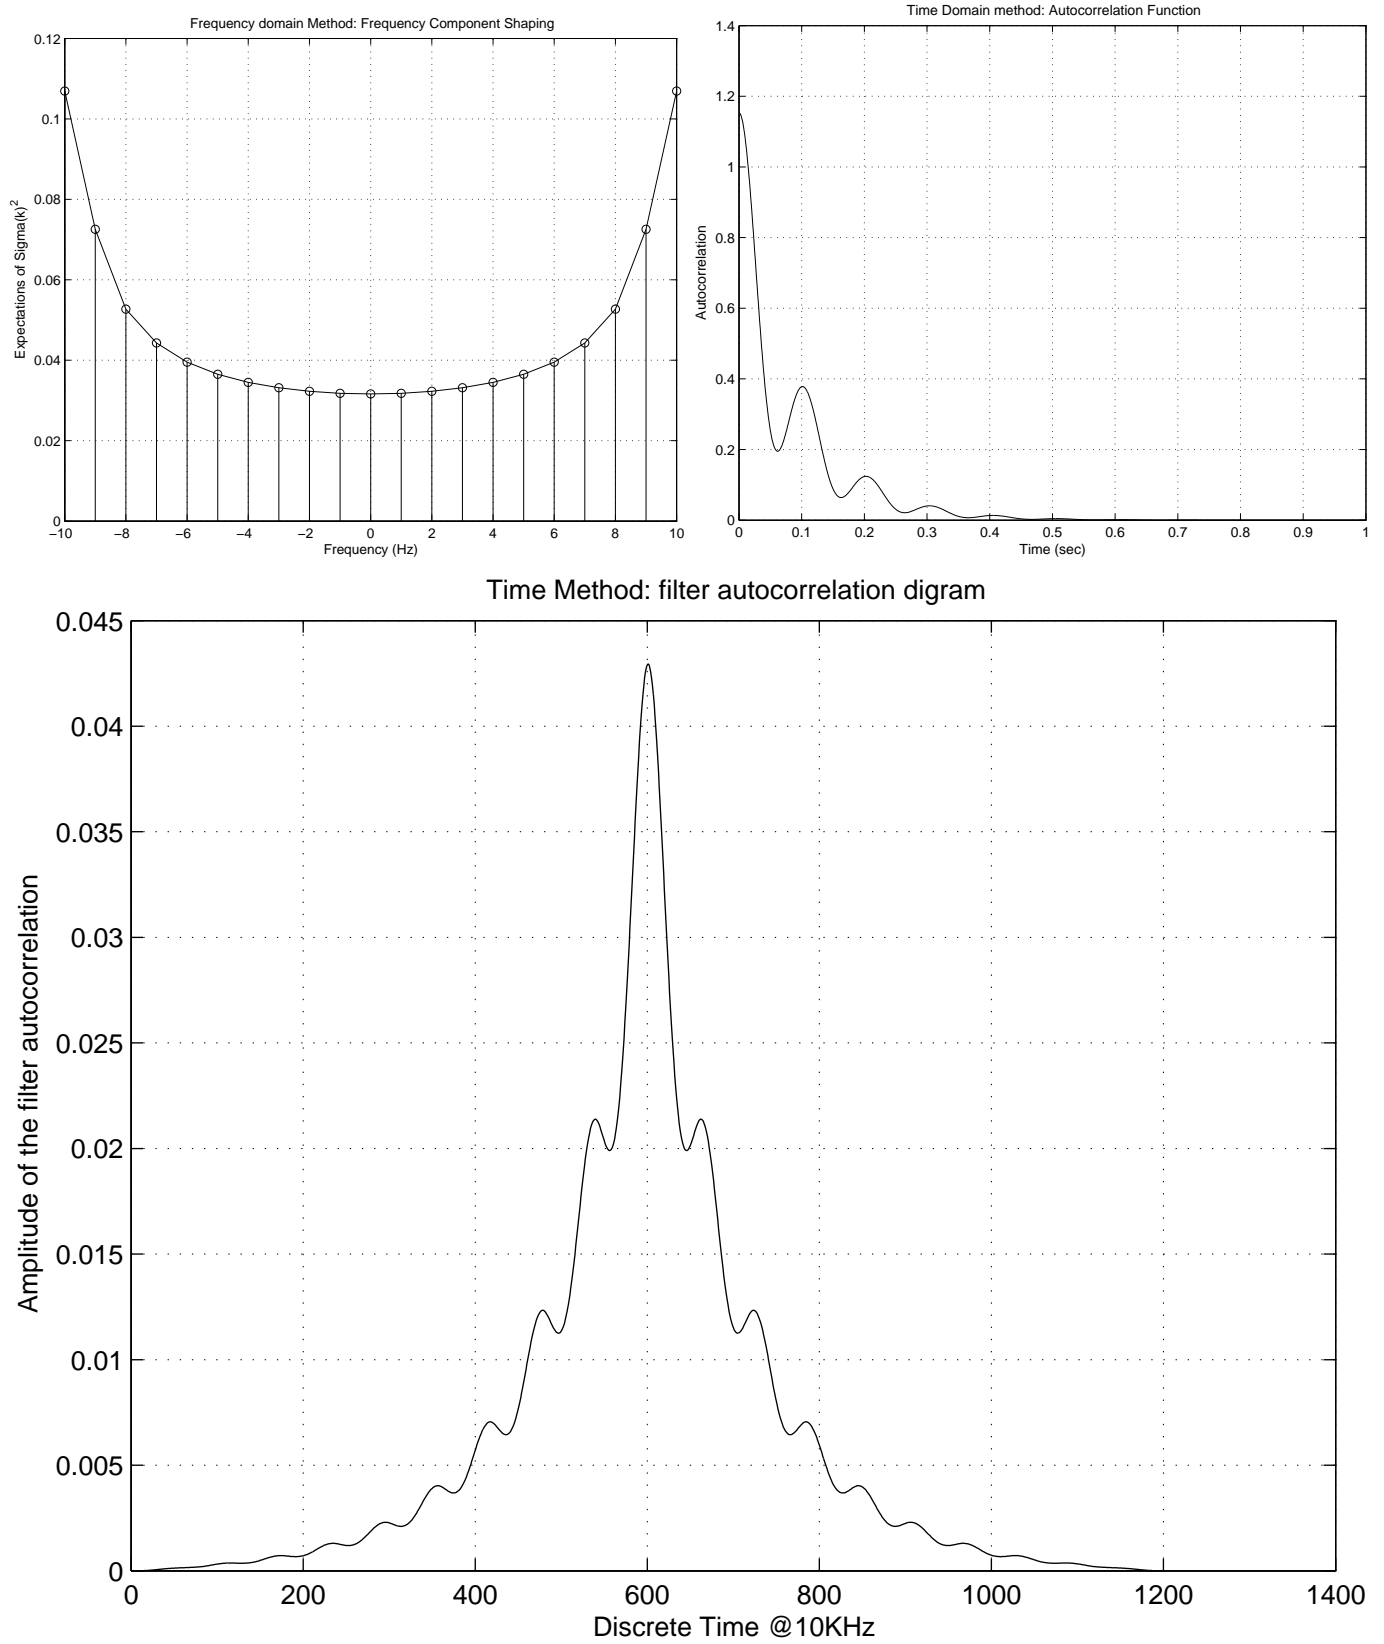 Frequency domain Method: Frequency Component Shaping
0.12
0.1
0.08
0.06
0.04
0.02
0
Expectations of Sigma(k)^2
−10 −8 −6 −4 −2 0 2 4 6 8 10
Frequency (Hz)
Time Domain method: Autocorrelation Function
1.4
1.2
1
0.8
0.6
0.4
0.2
0
Autocorrelation
0 0.1 0.2 0.3 0.4 0.5 0.6 0.7 0.8 0.9 1
Time (sec)
Time Method: filter autocorrelation digram
0.045
0.04
0.035
0.03
0.025
0.02
0.015
0.01
0.005
0
Amplitude of the filter autocorrelation
0 200 400 600 800 1000 1200 1400
Discrete Time @10KHz